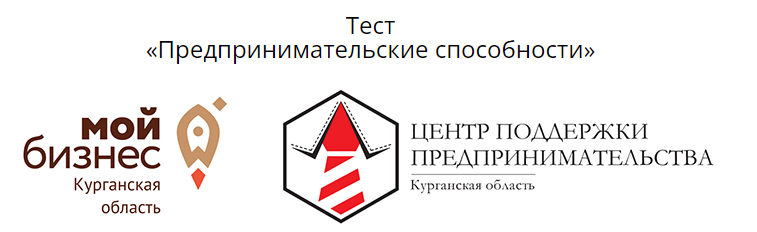 Тест
«Предпринимательские способности»
мой
бизнес
Курганская
область
ЦЕНТР ПОДДЕРЖКИ
ПРЕДПРИНИМАТЕЛЬСТВА
Курганская область